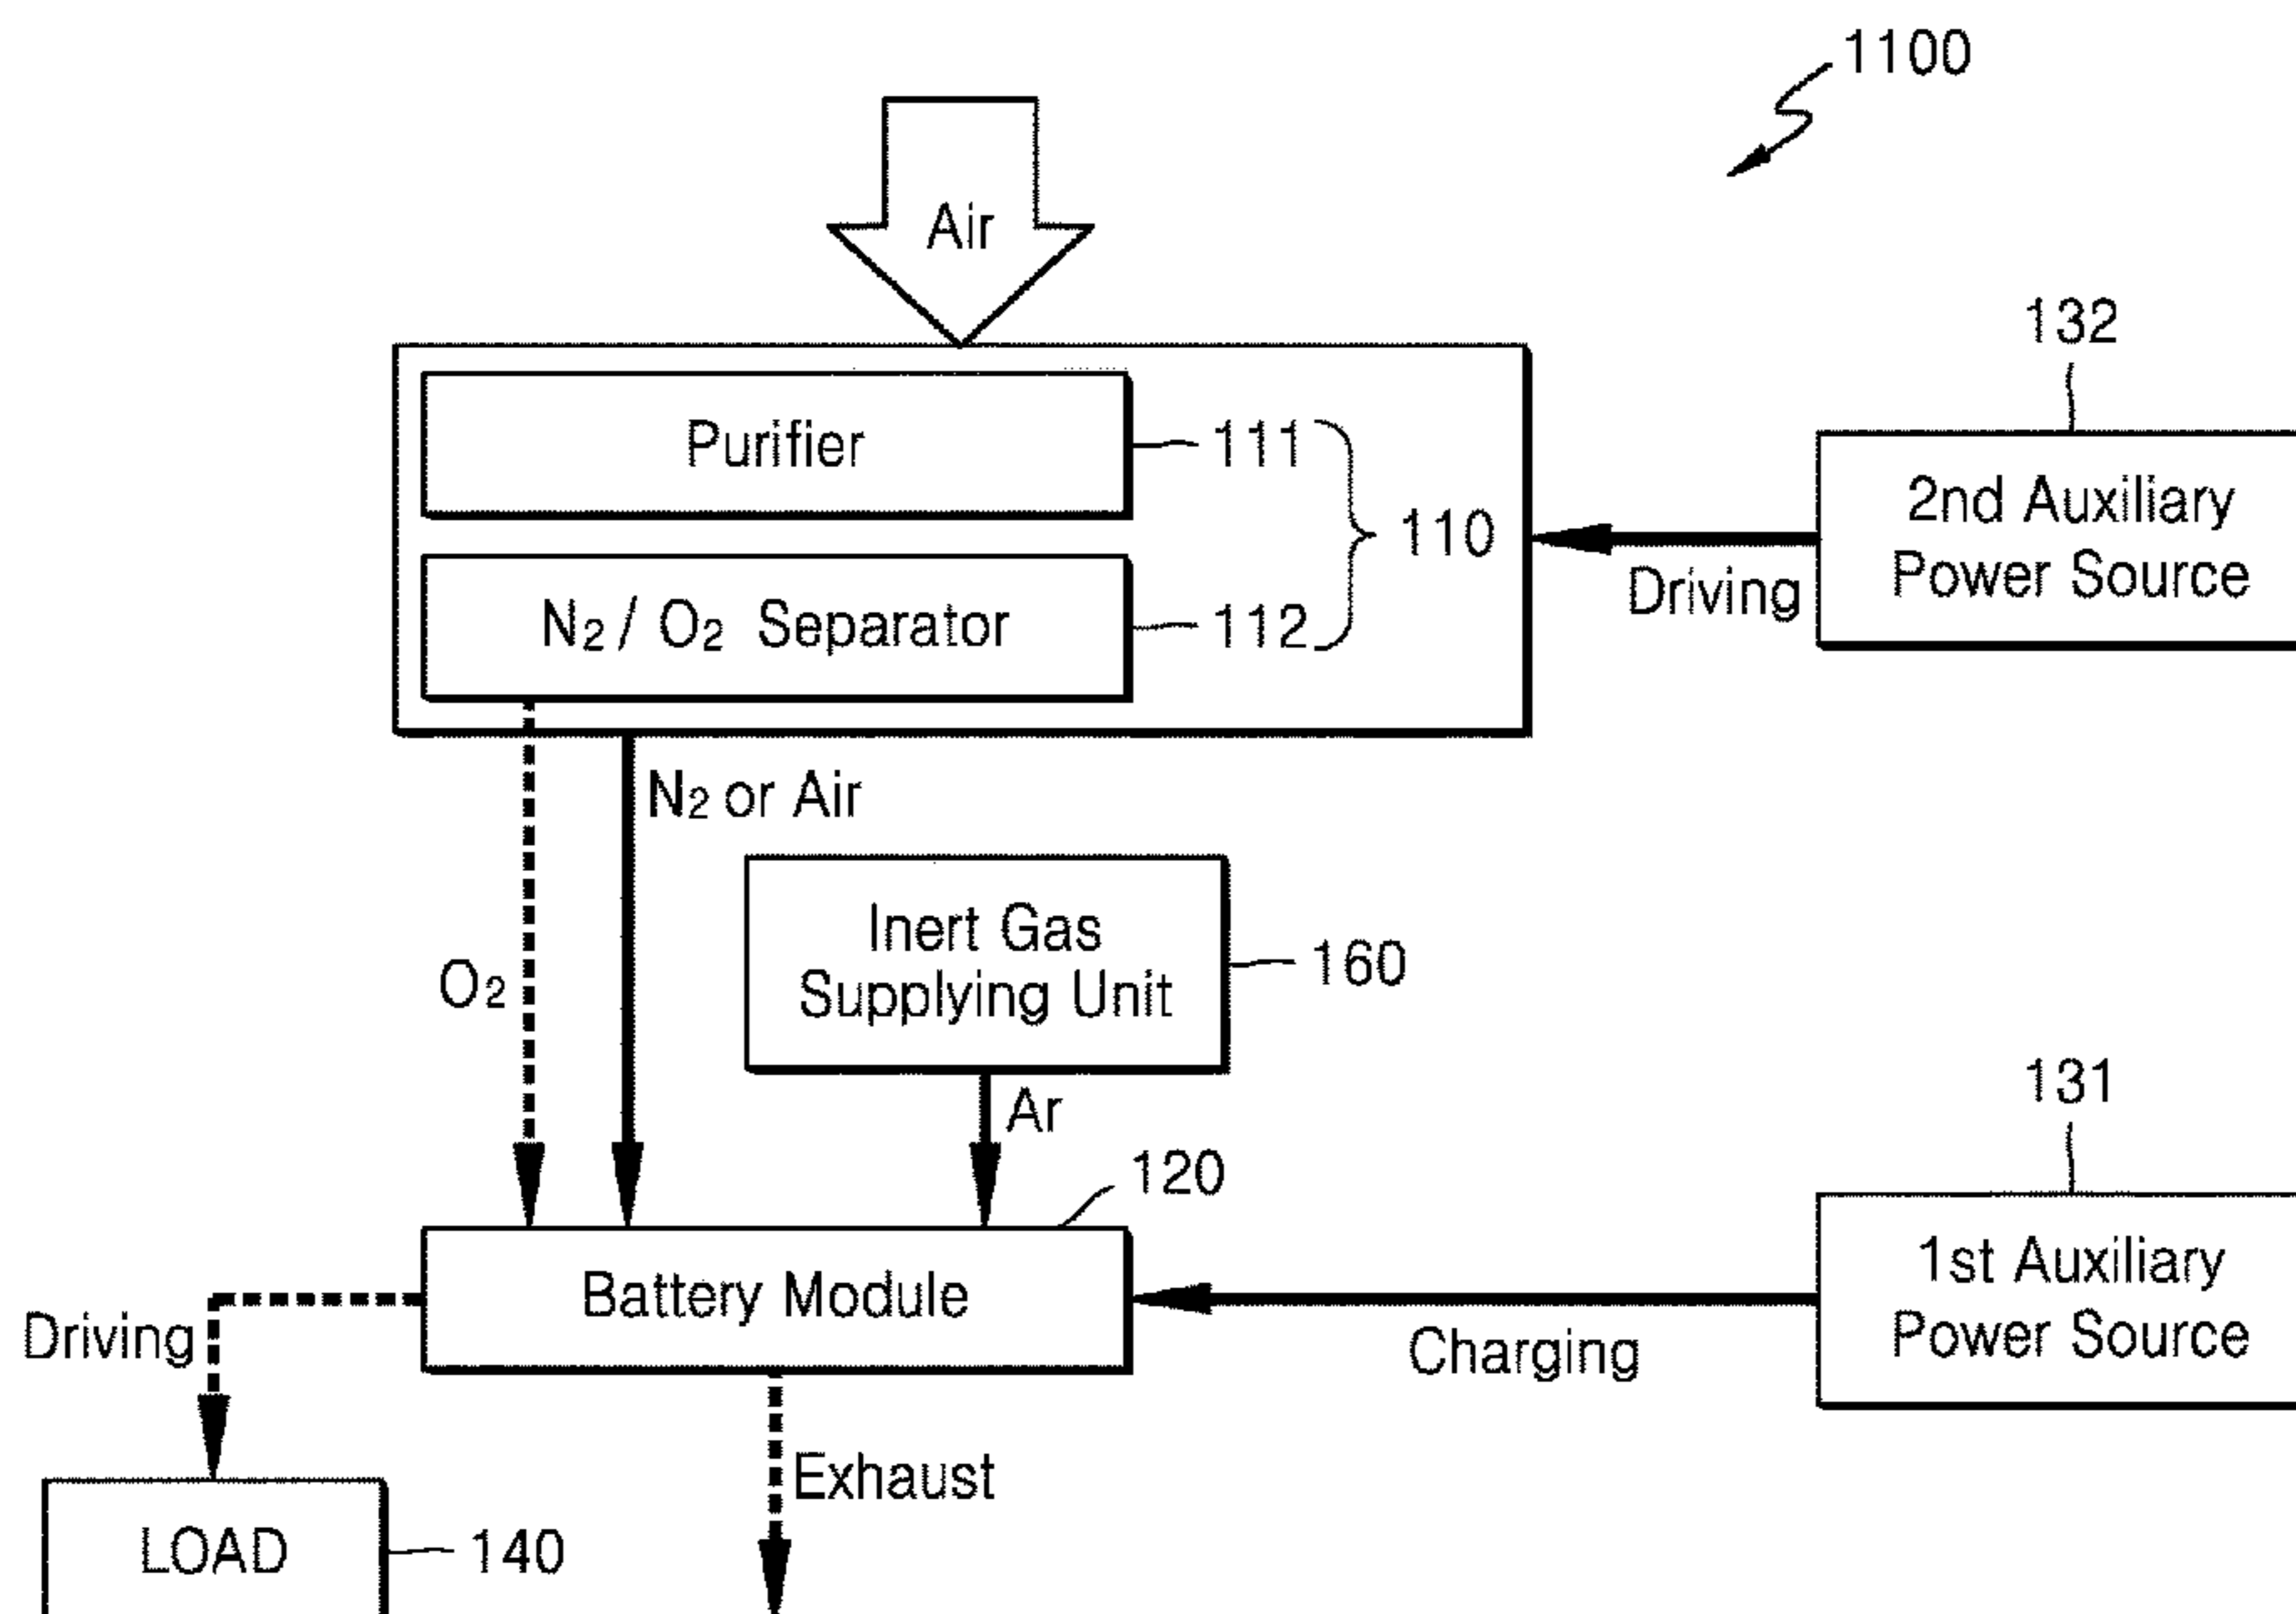 1100
Air
132
Purifier
111
110
2nd Auxiliary
Power Source
Driving
N₂ / O₂ Separator
112
N₂ or Air
O₂
Inert Gas
Supplying Unit
160
Ar
120
131
Battery Module
1st Auxiliary
Power Source
Charging
Driving
Exhaust
LOAD
140